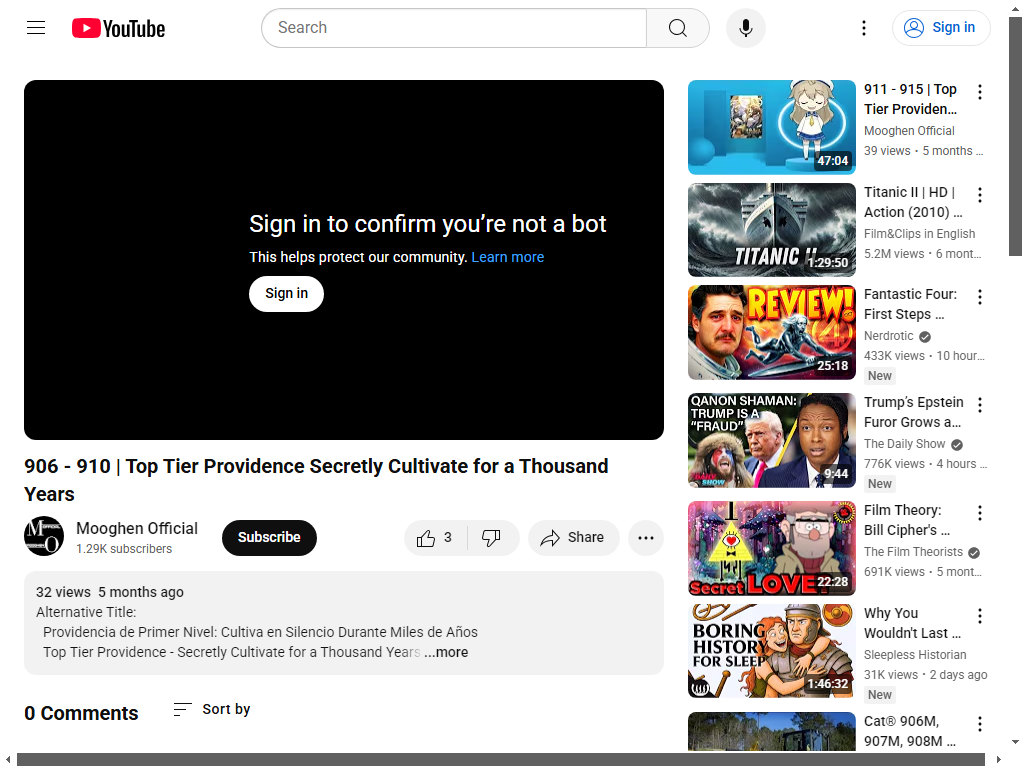 YouTube
Search
Sign in
Sign in to confirm you’re not a bot
This helps protect our community. Learn more
Sign in
906 - 910 | Top Tier Providence Secretly Cultivate for a Thousand
Years
Mooghen Official
1.29K subscribers
Subscribe
3
Share
32 views 5 months ago
Alternative Title:
Providencia de Primer Nivel: Cultiva en Silencio Durante Miles de Años
Top Tier Providence - Secretly Cultivate for a Thousand Years ...more
0 Comments
Sort by
47:04
911 - 915 | Top
Tier Providen...
Mooghen Official
39 views • 5 months ...
TITANIC II
1:29:50
Titanic II | HD |
Action (2010) ...
Film&Clips in English
5.2M views • 6 mont...
REVIEW!
4
25:18
Fantastic Four:
First Steps ...
Nerdrotic
433K views • 10 hour...
New
QANON SHAMAN:
TRUMP IS A
"FRAUD"
9:44
Trump’s Epstein
Furor Grows a...
The Daily Show
776K views • 4 hours ...
New
Secret LOVE?
22:28
Film Theory:
Bill Cipher's ...
The Film Theorists
691K views • 5 mont...
BORING
HISTORY
FOR SLEEP
1:46:32
Why You
Wouldn't Last ...
Sleepless Historian
31K views • 2 days ago
New
Cat® 906M,
907M, 908M ...